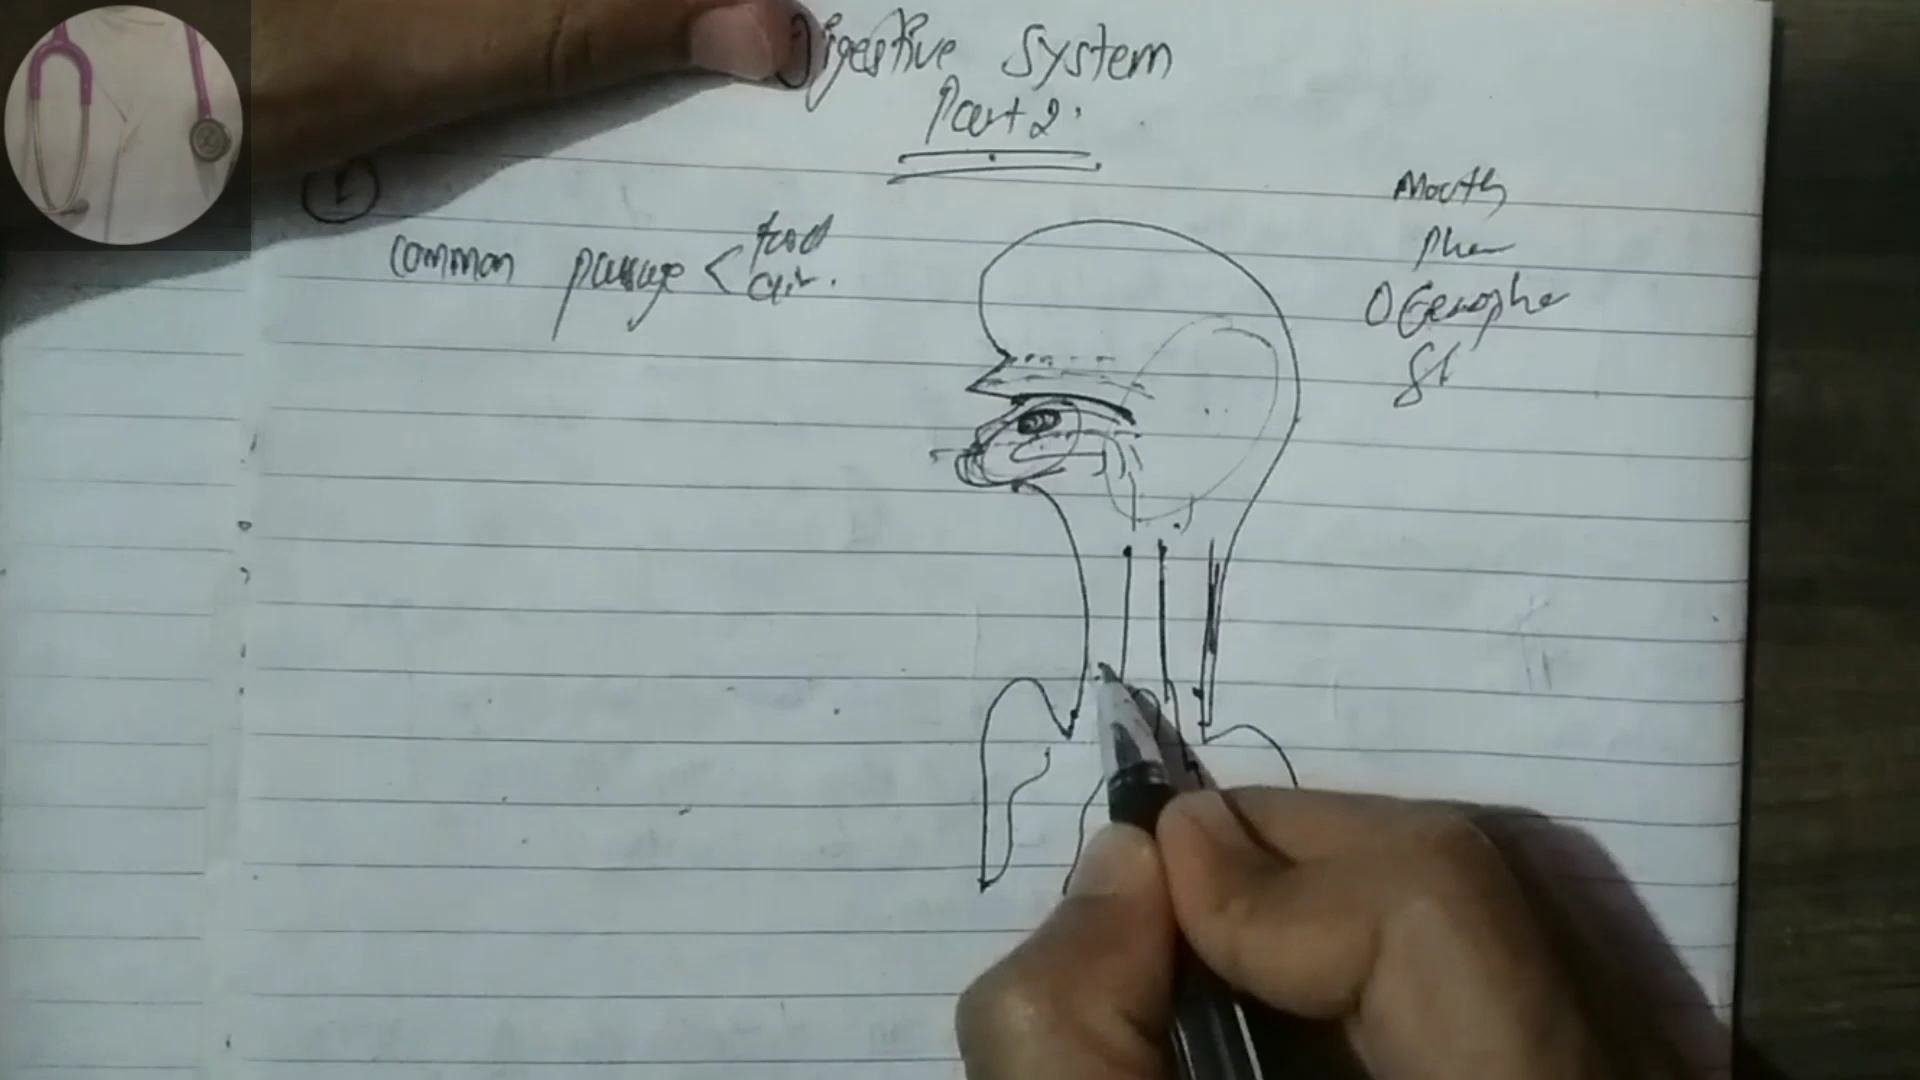 Digestive System
Part 2.
1
common passage < food
air.
Mouth
Pha
Oesopha
St